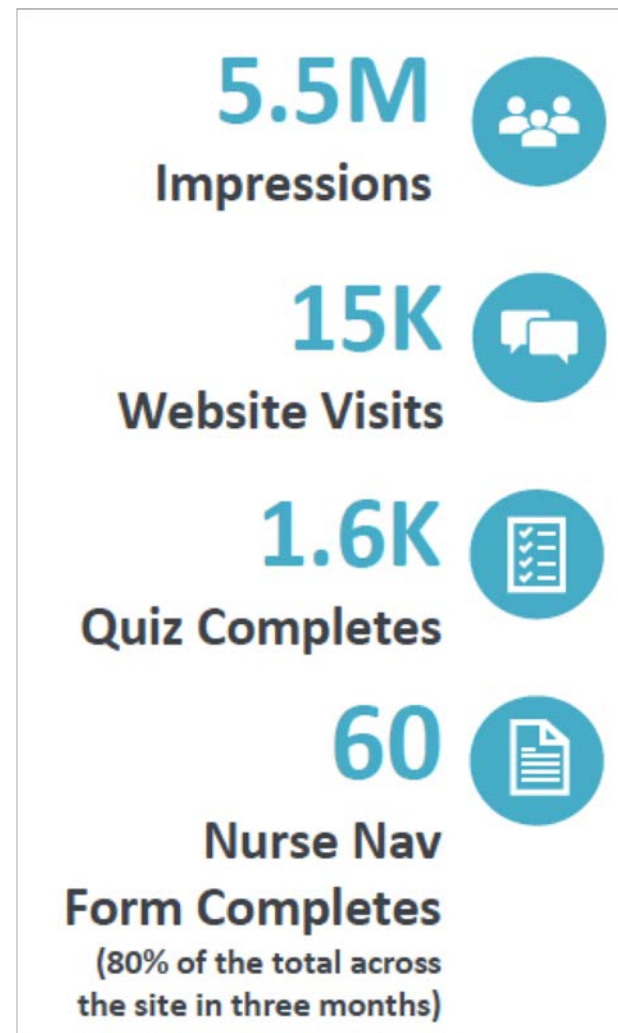 5.5M
Impressions
15K
Website Visits
1.6K
Quiz Completes
60
Nurse Nav
Form Completes
(80% of the total across
the site in three months)